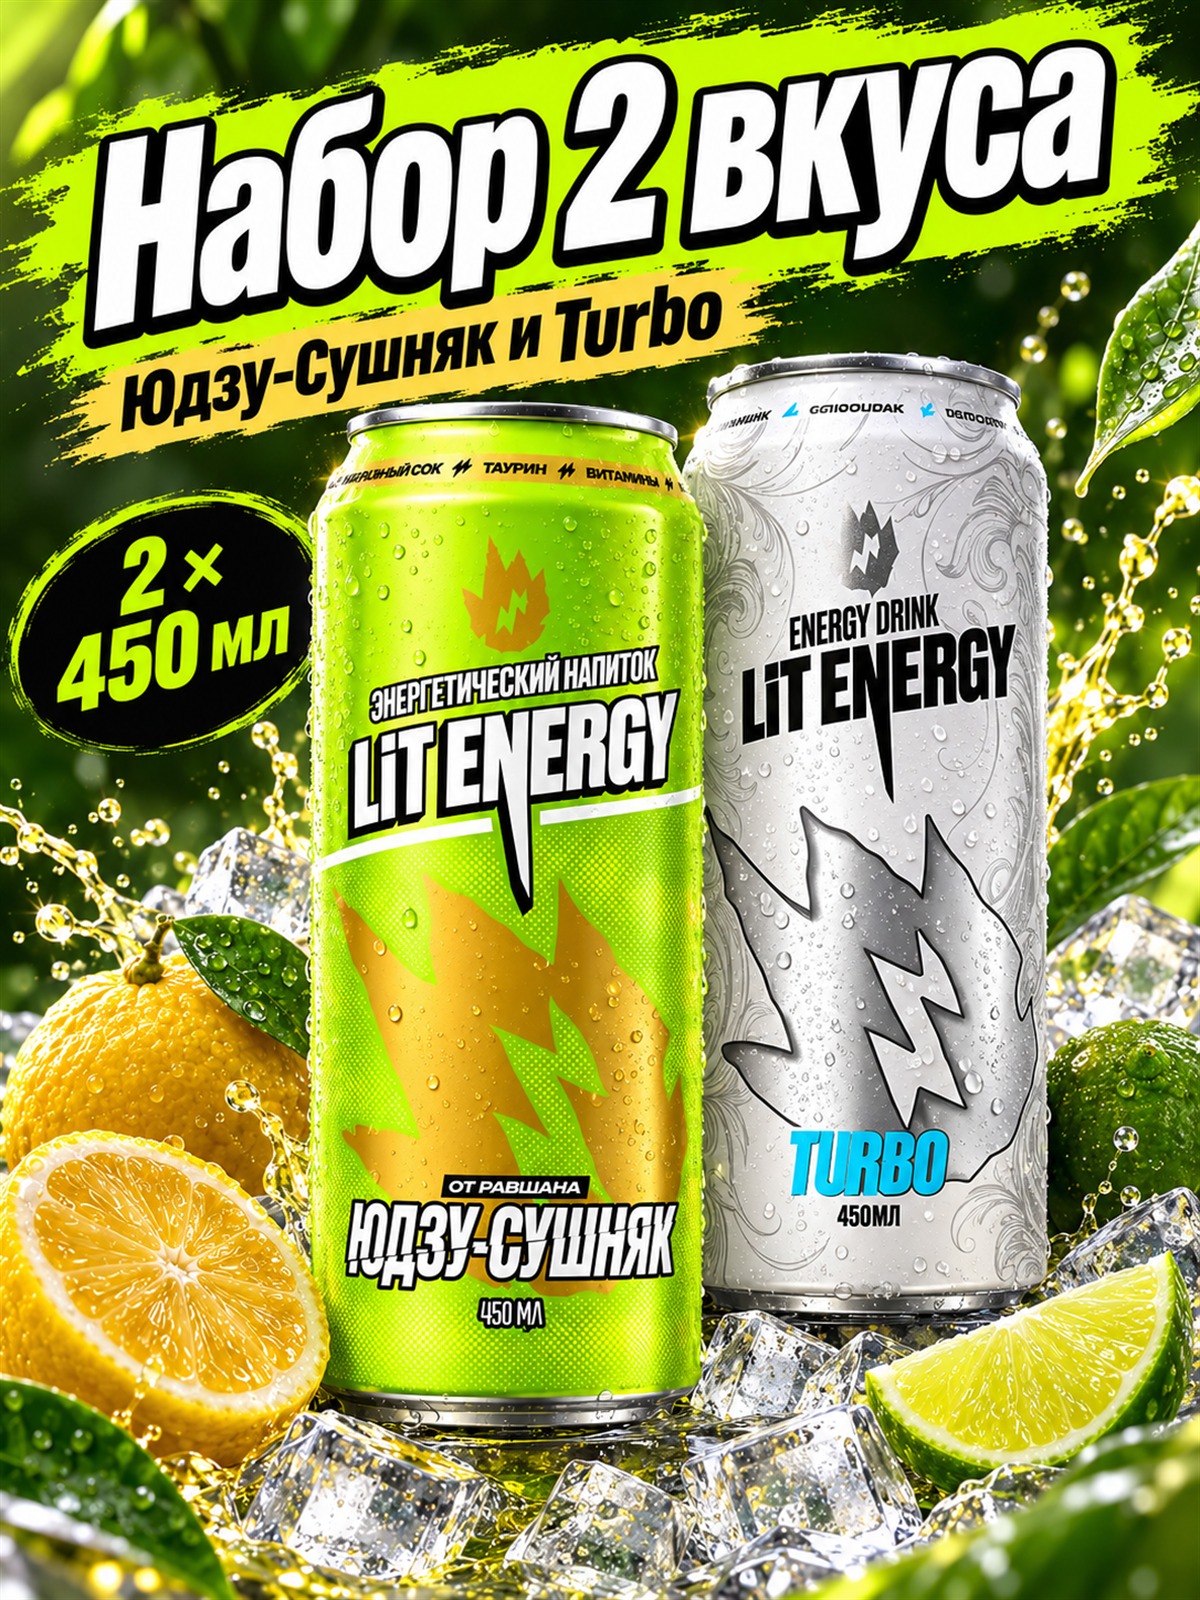 Набор 2 вкуса
Юдзу-Сушняк и Turbo
2 ×
450 мл
СОК ТАУРИН ВИТАМИНЫ
ЭНЕРГЕТИЧЕСКИЙ НАПИТОК
LiT ENERGY
ОТ РАВШАНА
ЮДЗУ-СУШНЯК
450 МЛ
ENERGY DRINK
LiT ENERGY
TURBO
450МЛ